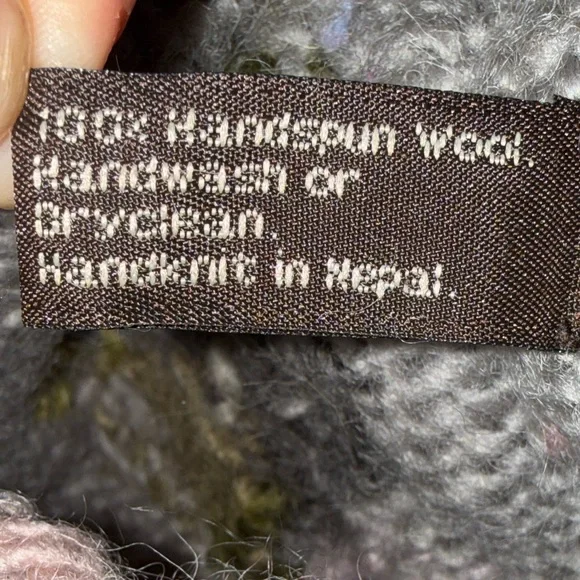 100% Handspun Wool.
Handwash or
Dryclean.
Handknit in Nepal.